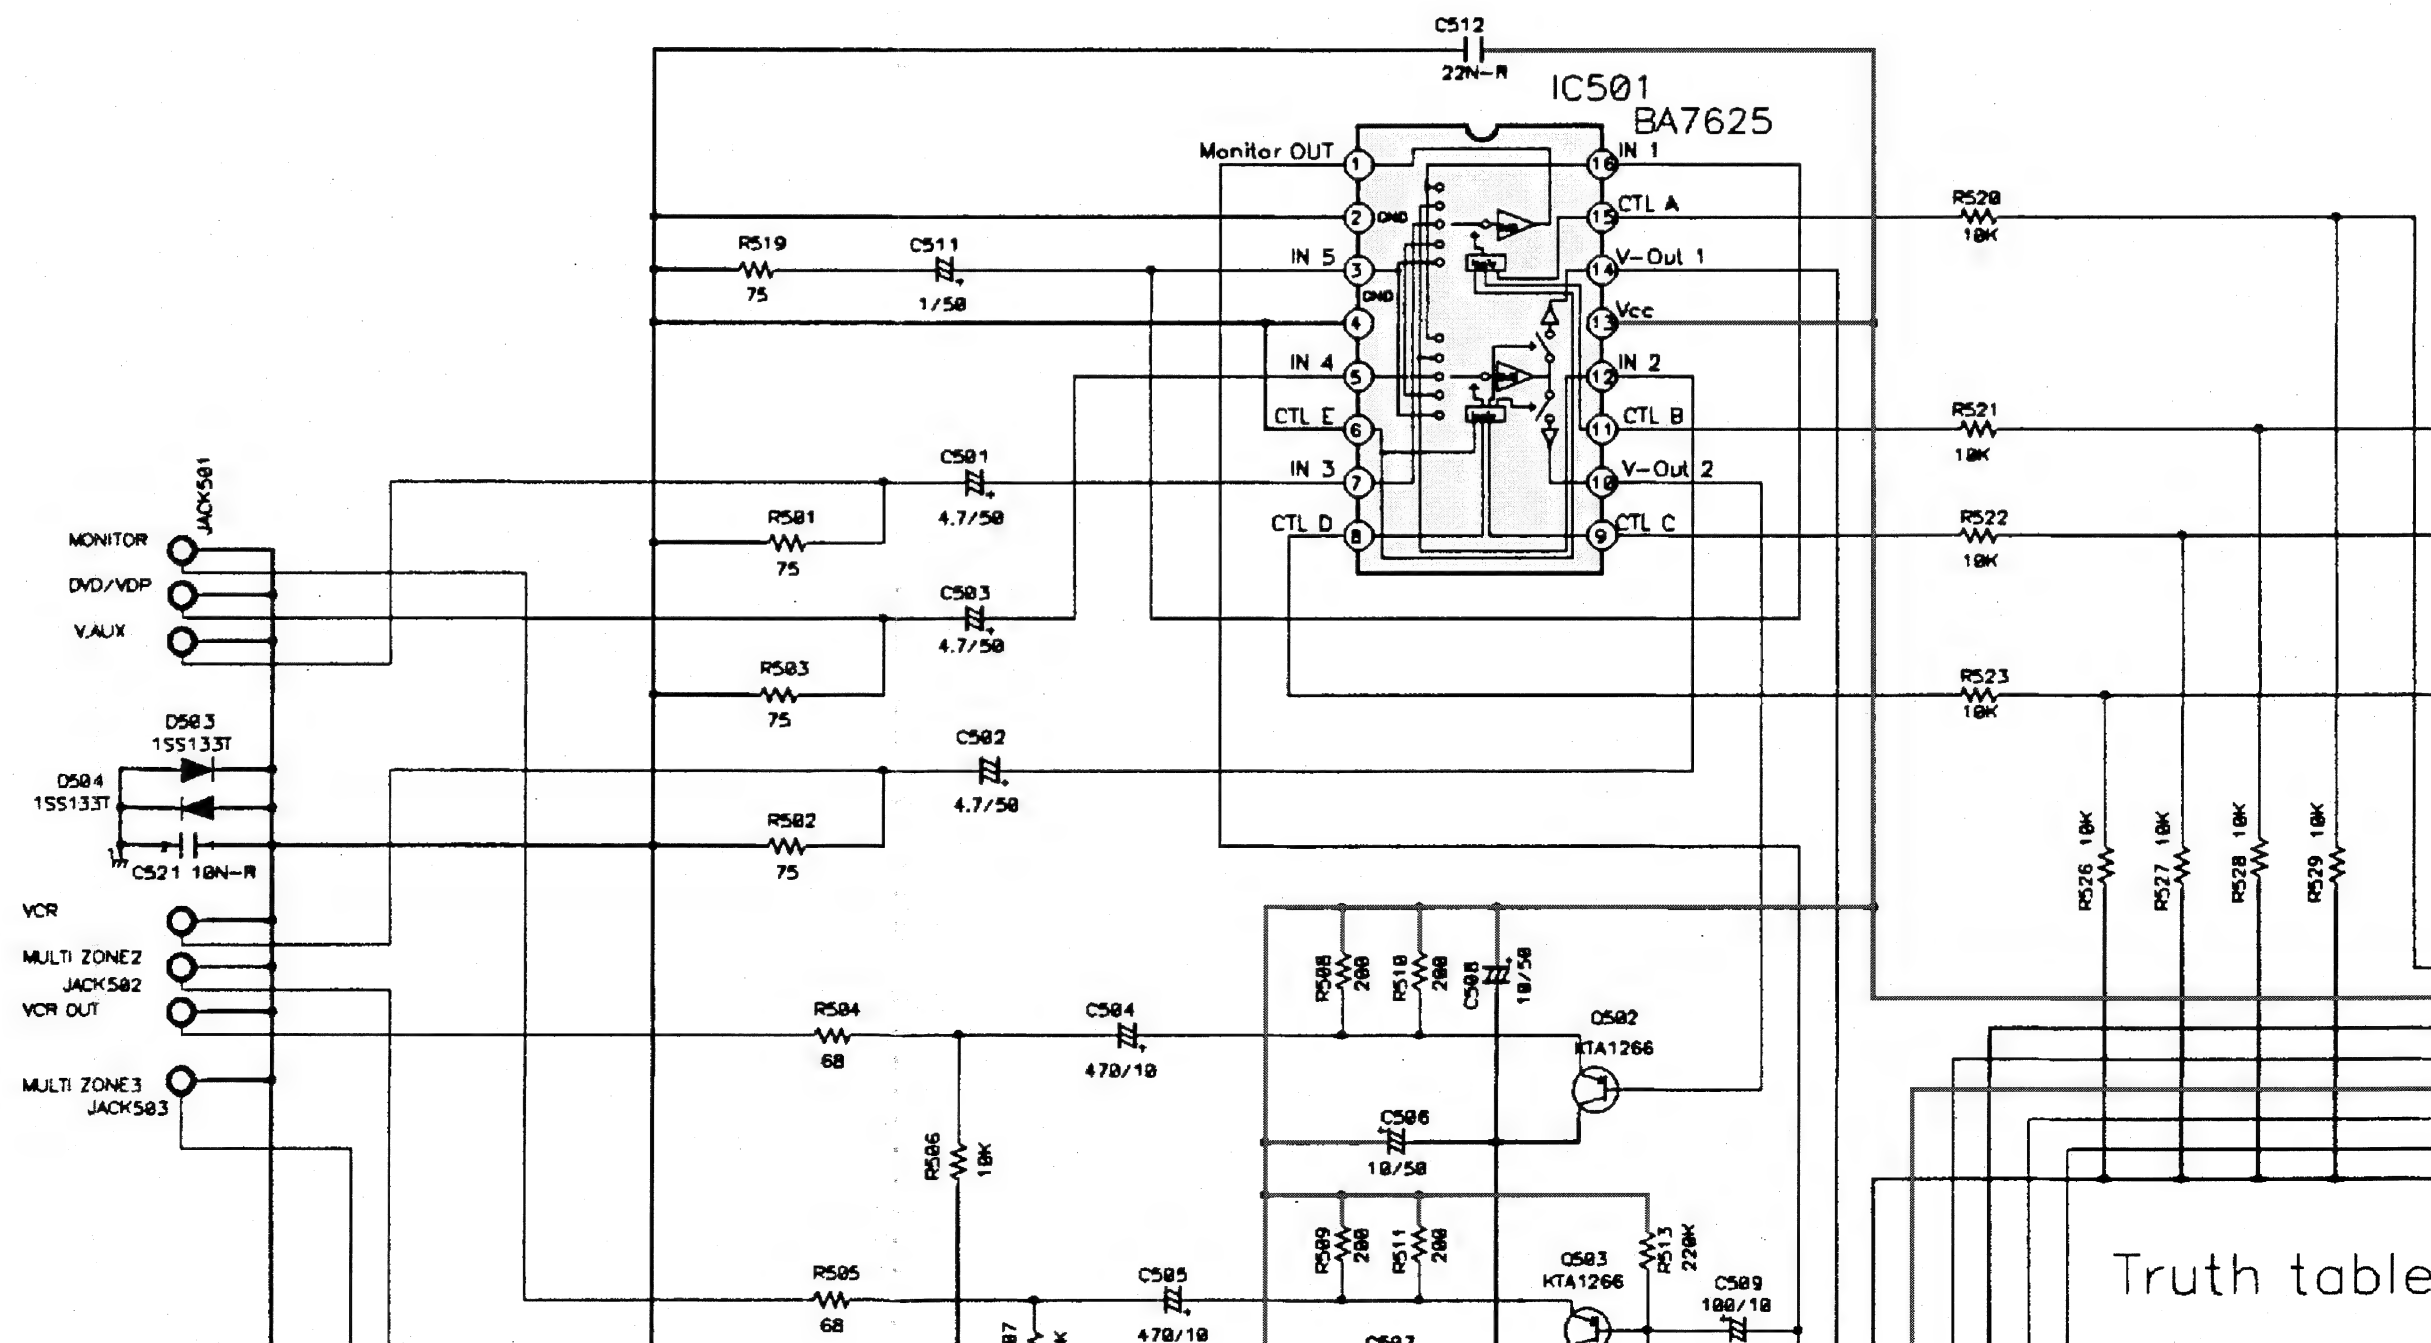 C512
22N-R
IC501
BA7625
Monitor OUT
1
16
IN 1
2
GND
15
CTL A
R520
10K
R519
75
C511
1/50
IN 5
3
14
V-Out 1
GND
4
13
Vcc
IN 4
5
12
IN 2
CTL E
6
11
CTL B
R521
10K
C501
4.7/50
IN 3
7
10
V-Out 2
R501
75
CTL D
8
9
CTL C
R522
10K
JACK501
MONITOR
DVD/VDP
V.AUX
C503
4.7/50
R503
75
R523
10K
D503
1SS133T
D504
1SS133T
C521 10N-R
C502
4.7/50
R502
75
R526 10K
R527 10K
R528 10K
R529 10K
VCR
MULTI ZONE2
JACK502
VCR OUT
MULTI ZONE3
JACK503
R504
68
C504
470/10
R508
200
R510
200
C508
10/50
Q502
KTA1266
R506
10K
C506
10/50
R509
200
R511
200
R513
220K
Q503
KTA1266
C509
100/10
R505
68
C505
470/10
Truth table